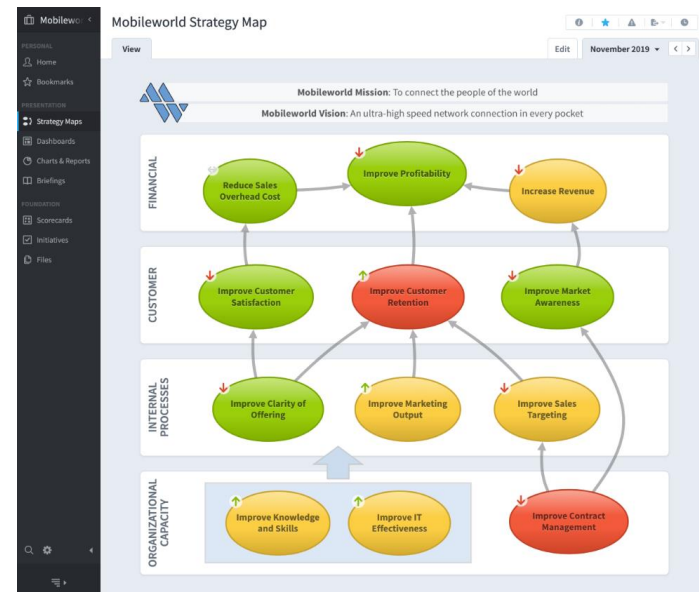 Mobilewor
PERSONAL
Home
Bookmarks
PRESENTATION
Strategy Maps
Dashboards
Charts & Reports
Briefings
FOUNDATION
Scorecards
Initiatives
Files
Mobileworld Strategy Map
View
Edit
November 2019
Mobileworld Mission: To connect the people of the world
Mobileworld Vision: An ultra-high speed network connection in every pocket
FINANCIAL
Reduce Sales
Overhead Cost
Improve Profitability
Increase Revenue
CUSTOMER
Improve Customer
Satisfaction
Improve Customer
Retention
Improve Market
Awareness
INTERNAL
PROCESSES
Improve Clarity of
Offering
Improve Marketing
Output
Improve Sales
Targeting
ORGANIZATIONAL
CAPACITY
Improve Knowledge
and Skills
Improve IT
Effectiveness
Improve Contract
Management